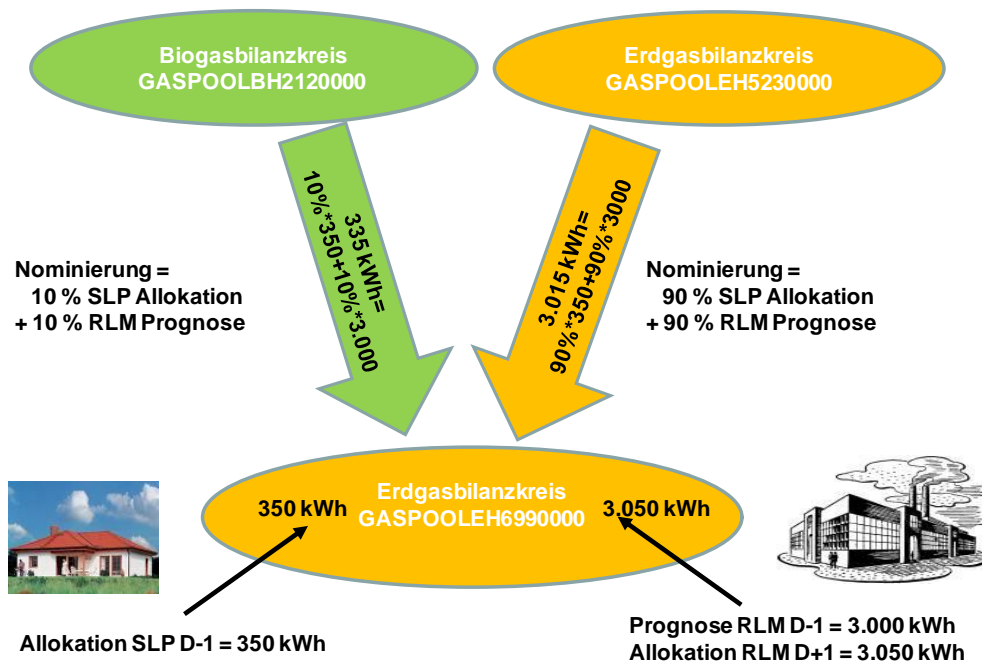 Biogasbilanzkreis
GASPOOLBH2120000
Erdgasbilanzkreis
GASPOOLEH5230000
335 kWh=
10%*350+10%*3.000
3.015 kWh=
90%*350+90%*3000
Nominierung =
10 % SLP Allokation
+ 10 % RLM Prognose
Nominierung =
90 % SLP Allokation
+ 90 % RLM Prognose
350 kWh
Erdgasbilanzkreis
GASPOOLEH6990000
3.050 kWh
Allokation SLP D-1 = 350 kWh
Prognose RLM D-1 = 3.000 kWh
Allokation RLM D+1 = 3.050 kWh